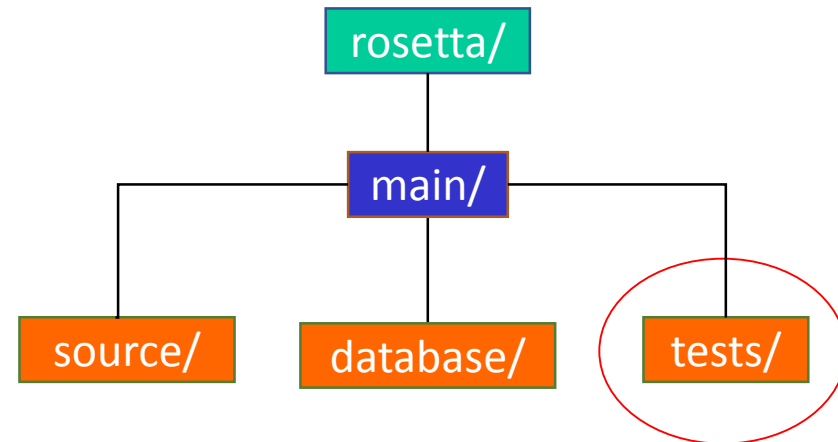 rosetta/
main/
source/
database/
tests/